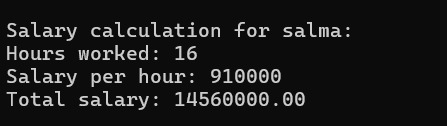 Salary calculation for salma:
Hours worked: 16
Salary per hour: 910000
Total salary: 14560000.00